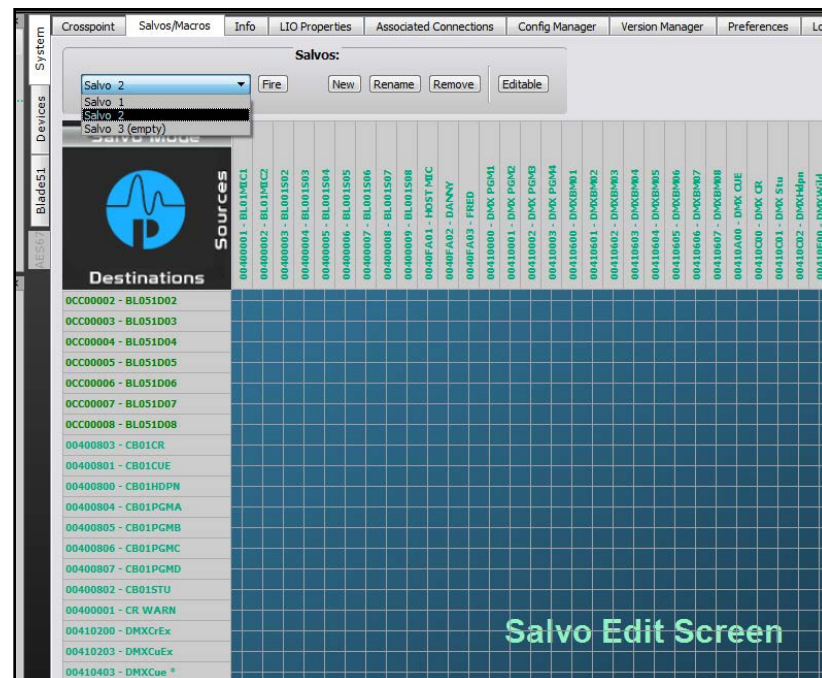 Crosspoint Salvos/Macros Info LIO Properties Associated Connections Config Manager Version Manager Preferences Lo
System
Devices
Blade51
AES67
Salvos:
Salvo 2 Fire New Rename Remove Editable
Salvo 1
Salvo 2
Salvo 3 (empty)
Salvo Mode
Sources
Destinations
00400001 - BL01MIC1
00400002 - BL01MIC2
00400003 - BL001S02
00400004 - BL001S03
00400005 - BL001S04
00400006 - BL001S05
00400007 - BL001S06
00400008 - BL001S07
00400009 - BL001S08
0040FA01 - HOST MIC
0040FA02 - DANNY
0040FA03 - FRED
00410000 - DMX PGM1
00410001 - DMX PGM2
00410002 - DMX PGM3
00410003 - DMX PGM4
00410600 - DMXBM01
00410601 - DMXBM02
00410602 - DMXBM03
00410603 - DMXBM04
00410604 - DMXBM05
00410605 - DMXBM06
00410606 - DMXBM07
00410607 - DMXBM08
00410A00 - DMX CUE
00410C00 - DMX CR
00410C01 - DMX Stu
00410C02 - DMXHdpn
0CC00002 - BL051D02
0CC00003 - BL051D03
0CC00004 - BL051D04
0CC00005 - BL051D05
0CC00006 - BL051D06
0CC00007 - BL051D07
0CC00008 - BL051D08
00400803 - CB01CR
00400801 - CB01CUE
00400800 - CB01HDPN
00400804 - CB01PGMA
00400805 - CB01PGMB
00400806 - CB01PGMC
00400807 - CB01PGMD
00400802 - CB01STU
00400001 - CR WARN
00410200 - DMXCrEx
00410203 - DMXCuEx
00410403 - DMXCue *
Salvo Edit Screen